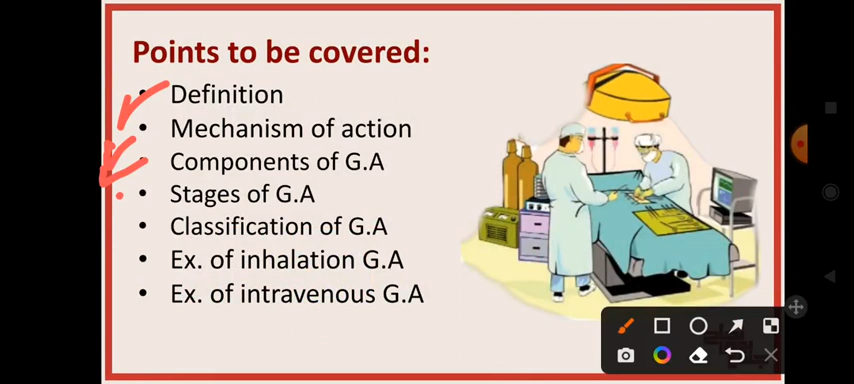 Points to be covered:
• Definition
• Mechanism of action
• Components of G.A
• Stages of G.A
• Classification of G.A
• Ex. of inhalation G.A
• Ex. of intravenous G.A